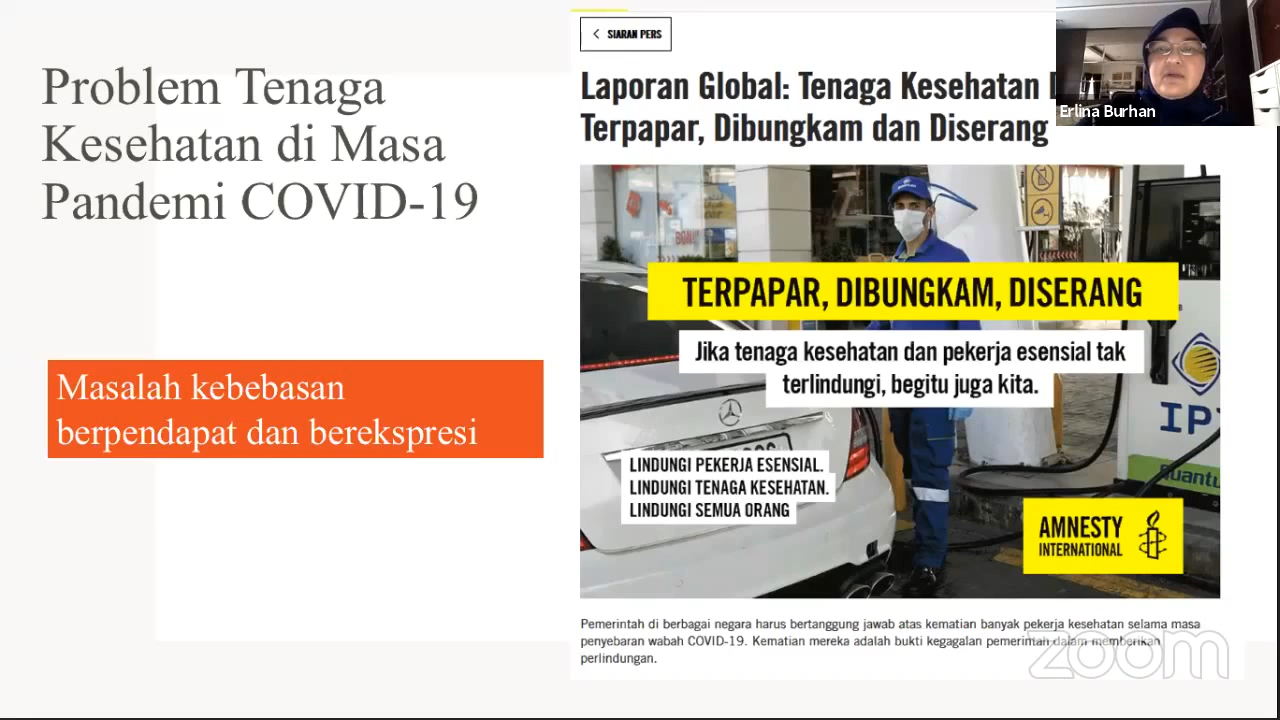 Problem Tenaga
Kesehatan di Masa
Pandemi COVID-19
Masalah kebebasan
berpendapat dan berekspresi
< SIARAN PERS
Laporan Global: Tenaga Kesehatan
Terpapar, Dibungkam dan Diserang
Erlina Burhan
TERPAPAR, DIBUNGKAM, DISERANG
Jika tenaga kesehatan dan pekerja esensial tak
terlindungi, begitu juga kita.
LINDUNGI PEKERJA ESENSIAL.
LINDUNGI TENAGA KESEHATAN.
LINDUNGI SEMUA ORANG
AMNESTY
INTERNATIONAL
Pemerintah di berbagai negara harus bertanggung jawab atas kematian banyak pekerja kesehatan selama masa
penyebaran wabah COVID-19. Kematian mereka adalah bukti kegagalan pemerintah dalam memberikan
perlindungan.
zoom